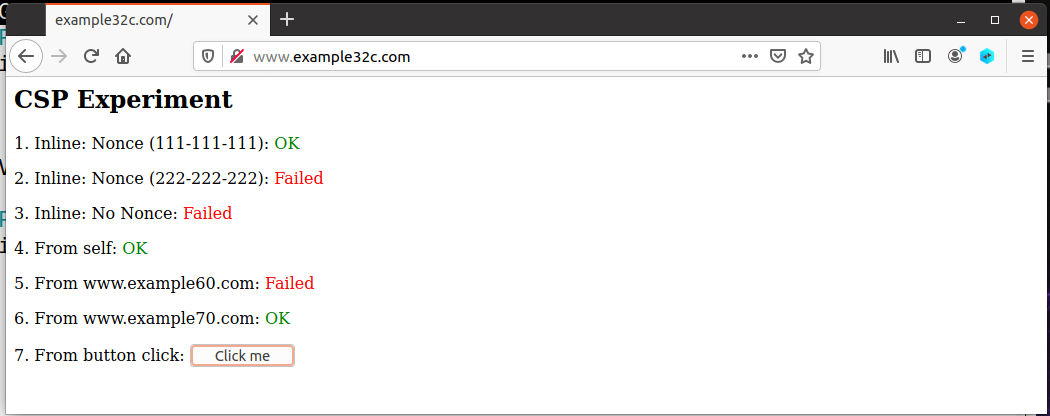 example32c.com/
www.example32c.com
CSP Experiment
1. Inline: Nonce (111-111-111): OK
2. Inline: Nonce (222-222-222): Failed
3. Inline: No Nonce: Failed
4. From self: OK
5. From www.example60.com: Failed
6. From www.example70.com: OK
7. From button click: Click me